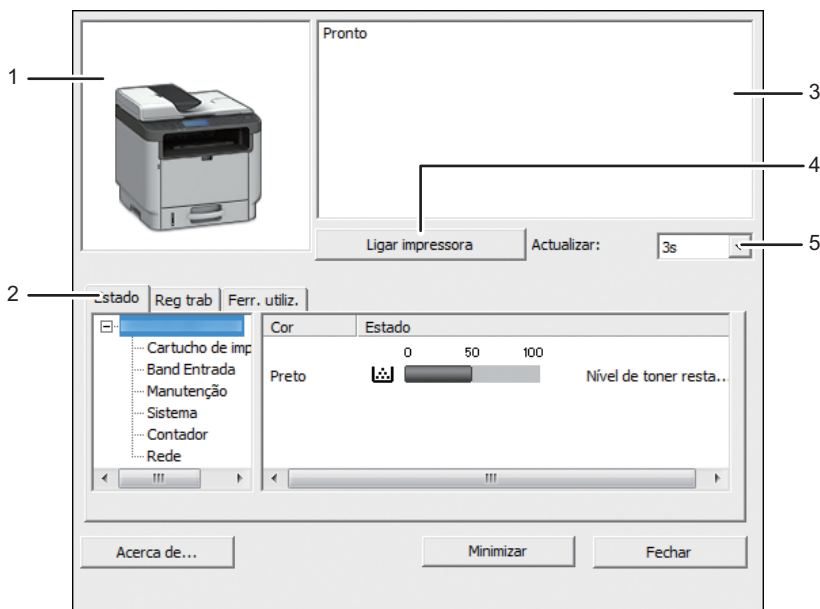 Pronto
1
3
4
Ligar impressora
Actualizar:
3s
5
2
Estado
Reg trab
Ferr. utiliz.
Cor
Estado
Cartucho de imp
Band Entrada
Manutenção
Sistema
Contador
Rede
0 50 100
Preto
Nível de toner resta...
Acerca de...
Minimizar
Fechar